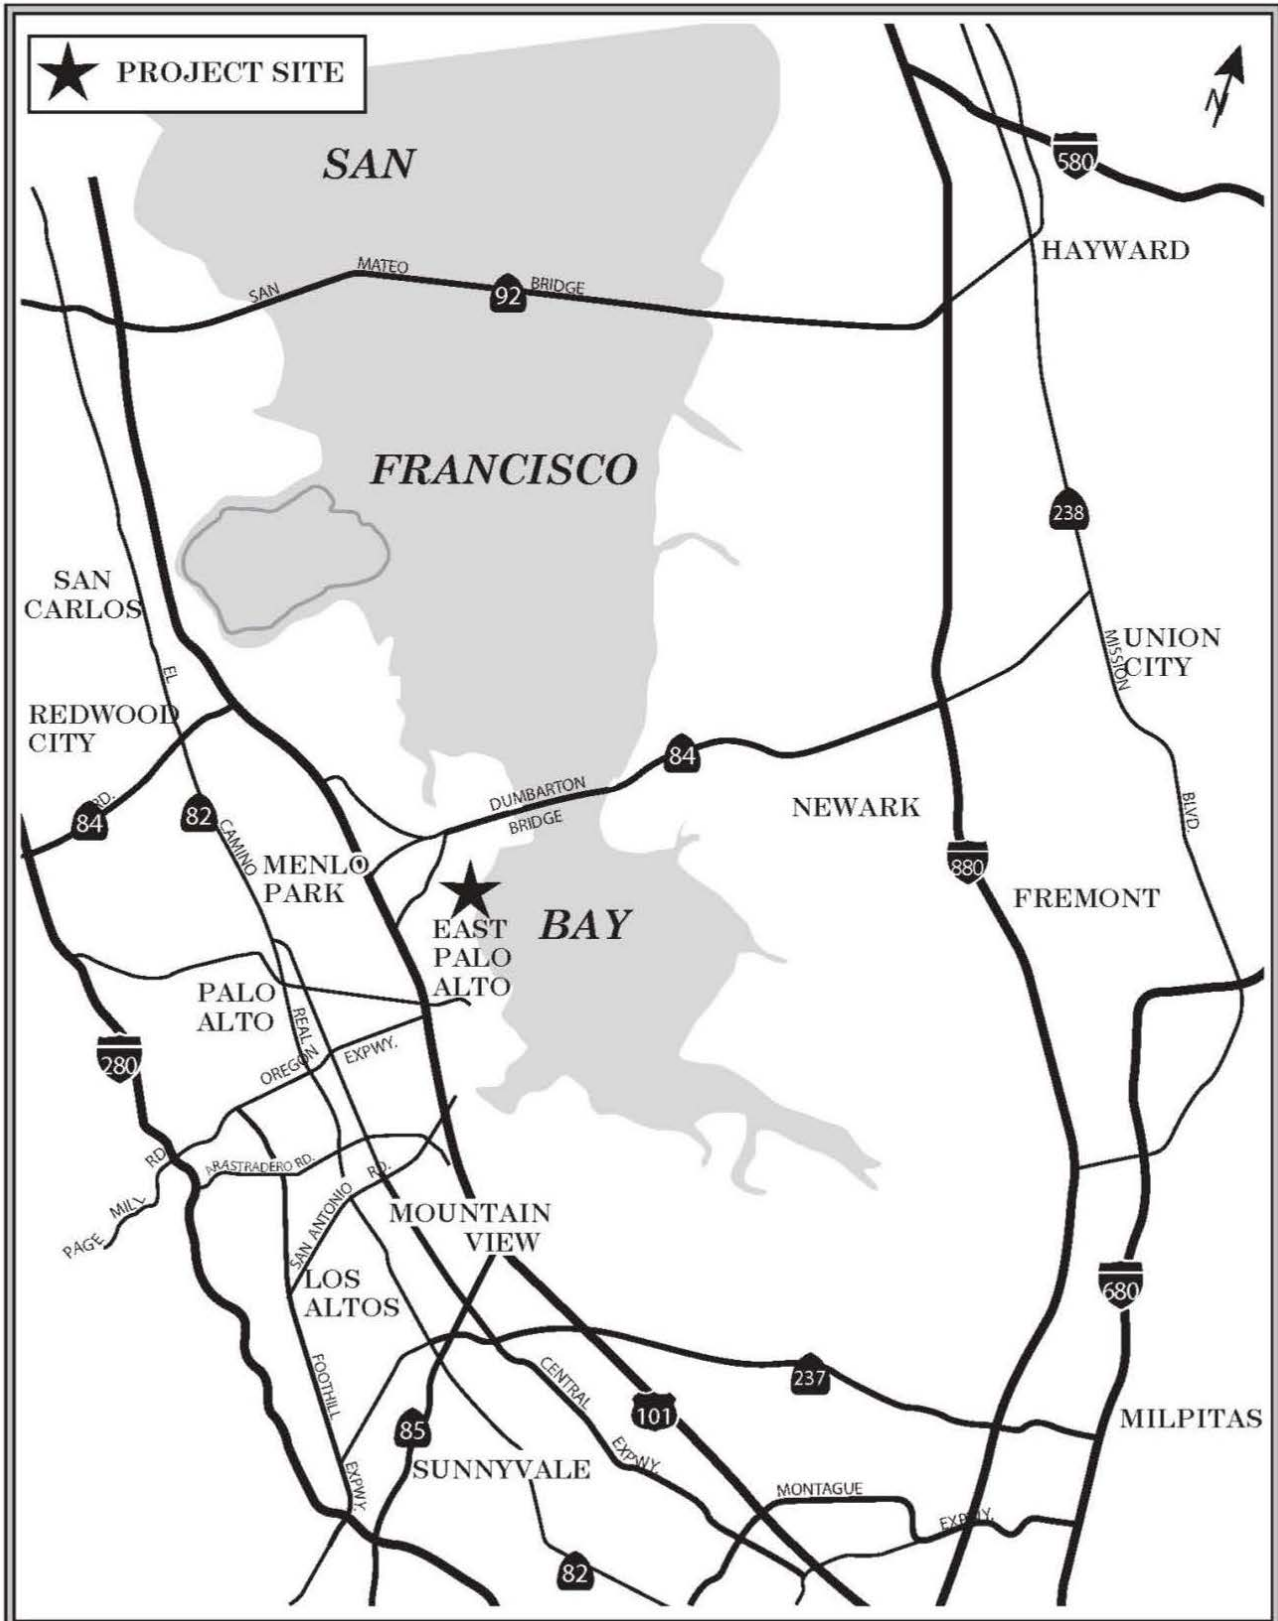 PROJECT SITE
N
SAN
580
HAYWARD
SAN
MATEO
92
BRIDGE
FRANCISCO
238
SAN
CARLOS
MISSION
UNION
CITY
EL
REDWOOD
CITY
84
DUMBARTON
BRIDGE
NEWARK
BLVD.
RD.
84
82
CAMINO
MENLO
PARK
880
FREMONT
EAST
PALO
ALTO
BAY
PALO
ALTO
REAL
280
OREGON
EXPWY.
RD.
ARASTRADERO RD.
RD.
PAGE
MILL
SAN ANTONIO
MOUNTAIN
VIEW
LOS
ALTOS
680
FOOTHILL
CENTRAL
237
101
85
MILPITAS
SUNNYVALE
EXPWY.
EXPWY.
MONTAGUE
EXPWY.
82